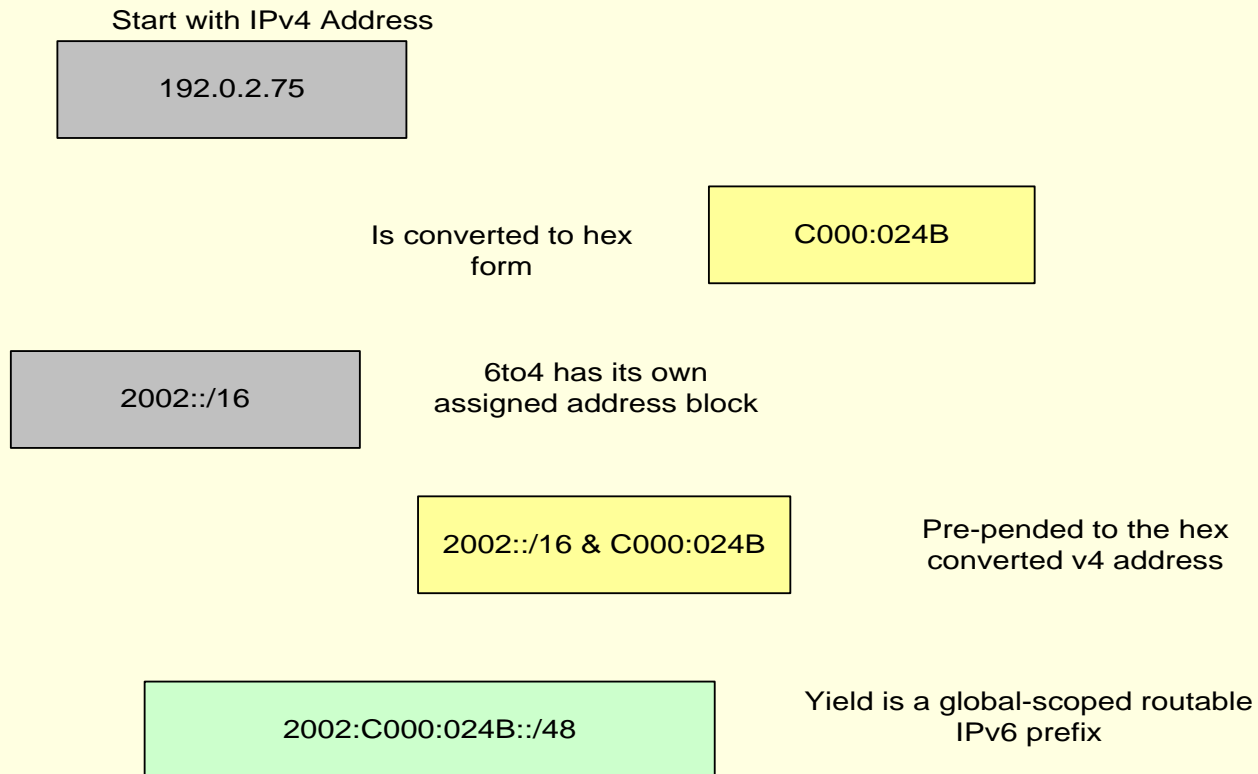 Start with IPv4 Address
192.0.2.75
Is converted to hex
form
C000:024B
2002::/16
6to4 has its own
assigned address block
2002::/16 & C000:024B
Pre-pended to the hex
converted v4 address
2002:C000:024B::/48
Yield is a global-scoped routable
IPv6 prefix